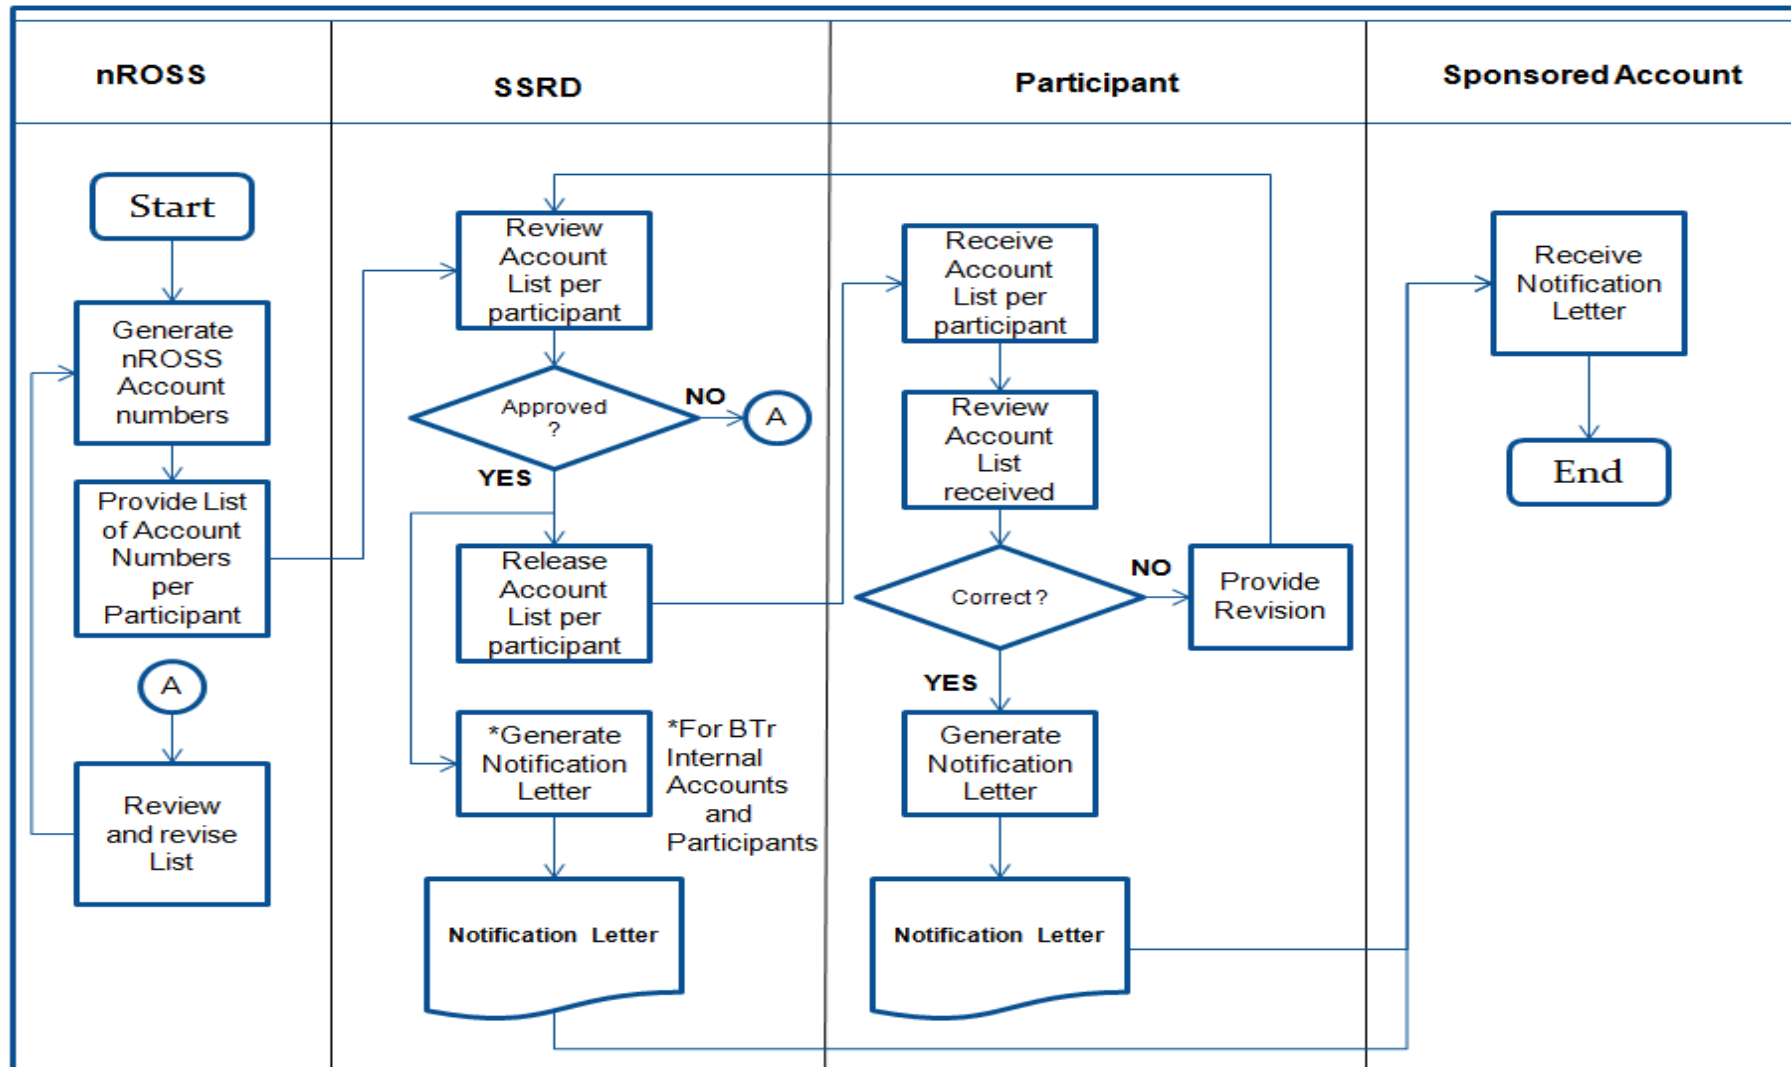 nROSS
SSRD
Participant
Sponsored Account
Start
Generate
nROSS
Account
numbers
Provide List
of Account
Numbers
per
Participant
A
Review
and revise
List
Review
Account
List per
participant
Approved
?
NO
A
YES
Release
Account
List per
participant
*Generate
Notification
Letter
*For BTr
Internal
Accounts
and
Participants
Notification Letter
Receive
Account
List per
participant
Review
Account
List
received
Correct?
NO
Provide
Revision
YES
Generate
Notification
Letter
Notification Letter
Receive
Notification
Letter
End